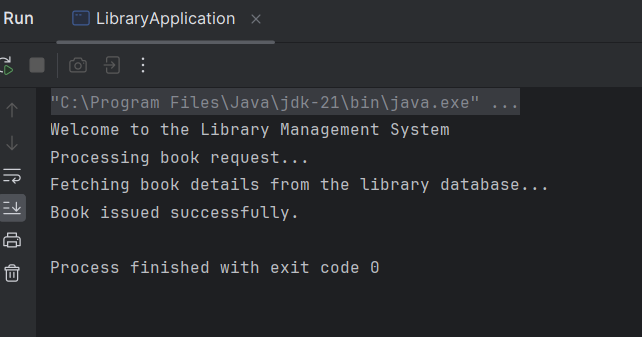 Run LibraryApplication
"C:\Program Files\Java\jdk-21\bin\java.exe" ...
Welcome to the Library Management System
Processing book request...
Fetching book details from the library database...
Book issued successfully.
Process finished with exit code 0